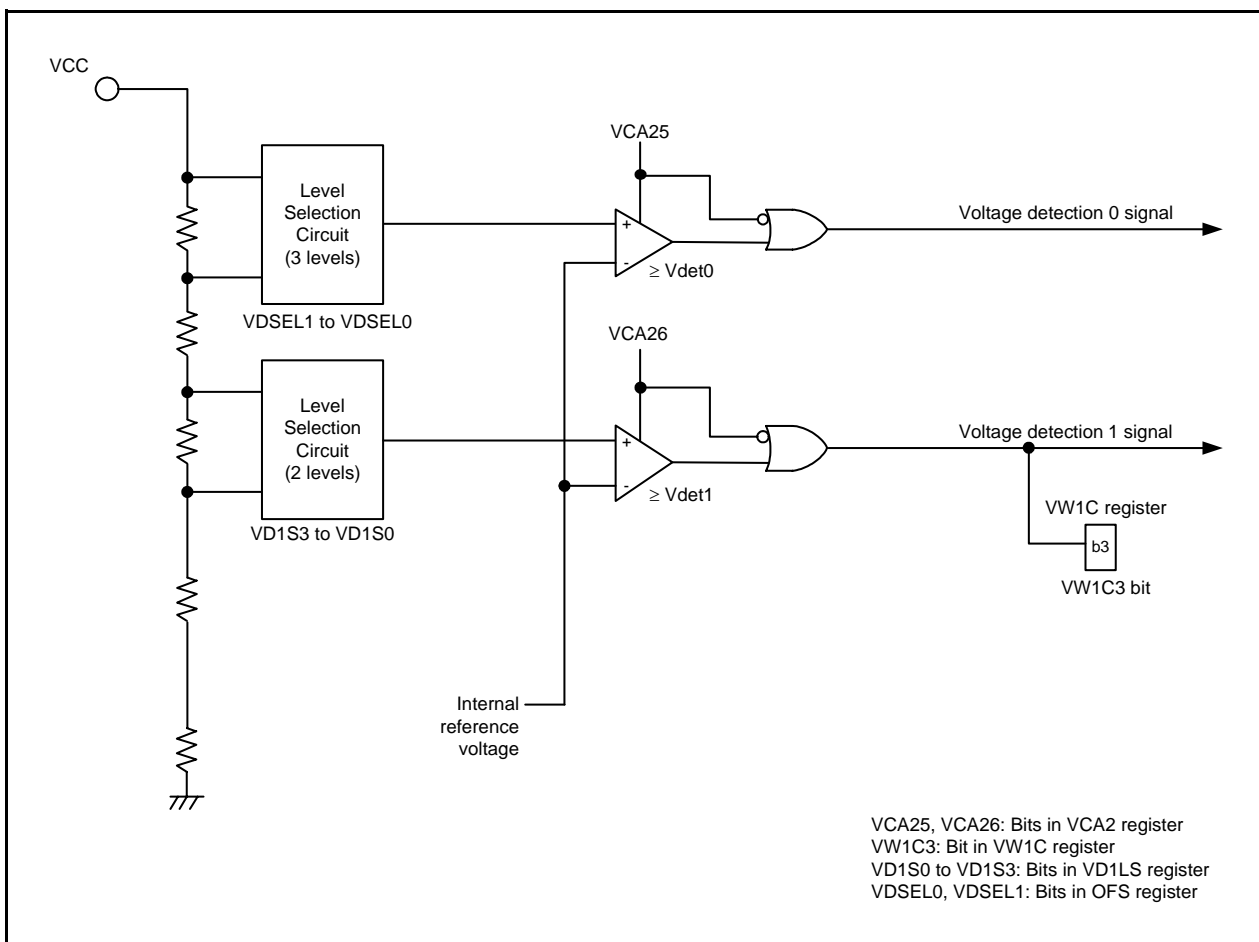 VCC
Level
Selection
Circuit
(3 levels)
VDSEL1 to VDSEL0
VCA25
+
-
≥ Vdet0
Voltage detection 0 signal
Level
Selection
Circuit
(2 levels)
VD1S3 to VD1S0
VCA26
+
-
≥ Vdet1
Voltage detection 1 signal
VW1C register
b3
VW1C3 bit
Internal
reference
voltage
VCA25, VCA26: Bits in VCA2 register
VW1C3: Bit in VW1C register
VD1S0 to VD1S3: Bits in VD1LS register
VDSEL0, VDSEL1: Bits in OFS register